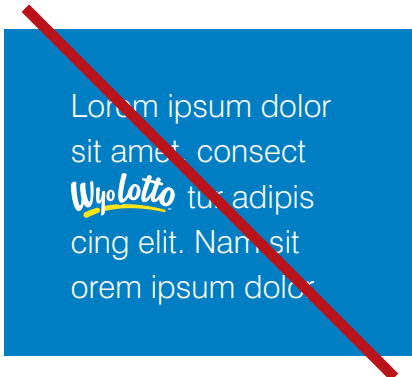 Lorem ipsum dolor
sit amet, consect
WyoLotto tur adipis
cing elit. Nam sit
orem ipsum dolor